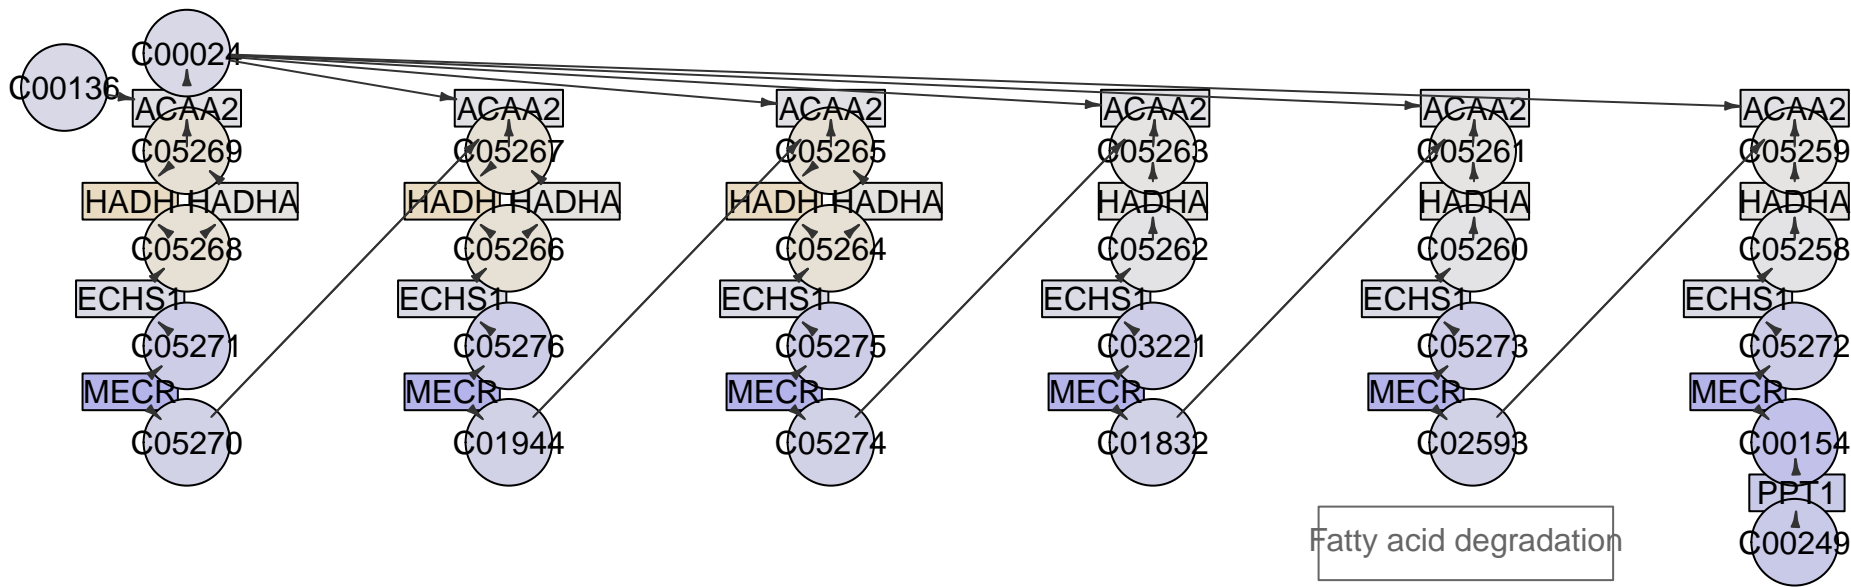 C00024
C00136
ACAA2 ACAA2 ACAA2 ACAA2 ACAA2 ACAA2
C05269 C05267 C05265 C05263 C05261 C05259
HADH HADHA HADH HADHA HADH HADHA HADHA HADHA HADHA
C05268 C05266 C05264 C05262 C05260 C05258
ECHS1 ECHS1 ECHS1 ECHS1 ECHS1 ECHS1
C05271 C05276 C05275 C03221 C05273 C05272
MECR MECR MECR MECR MECR MECR
C05270 C01944 C05274 C01832 C02593 C00154
PPT1
Fatty acid degradation C00249